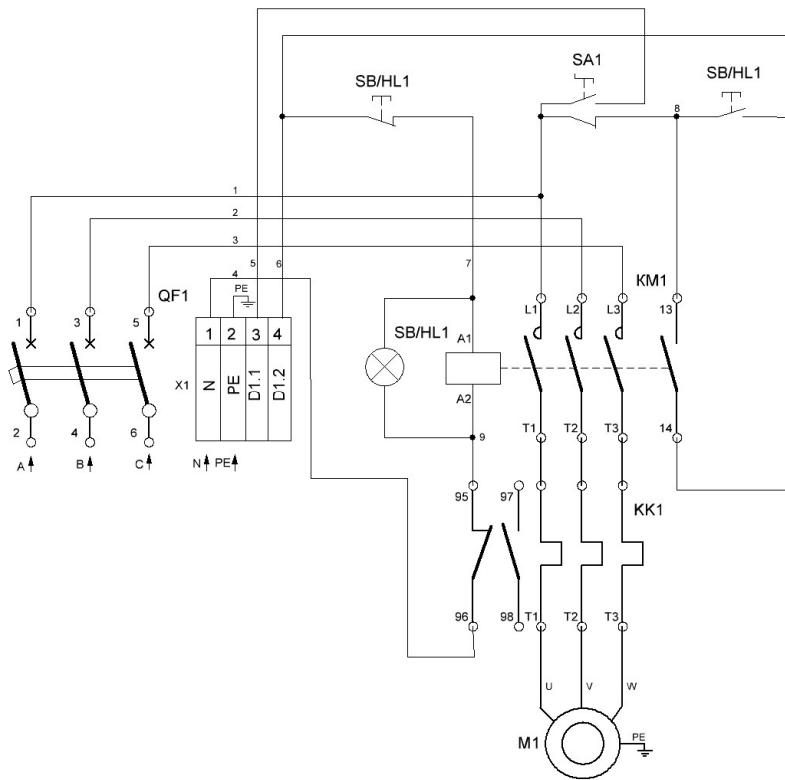 SA1
SB/HL1
SB/HL1
8
1
2
3
5
6
7
4
PE
QF1
KM1
1
3
5
L1
L2
L3
13
1
2
3
4
SB/HL1
A1
X1
N
PE
D1.1
D1.2
A2
2
4
6
T1
T2
T3
14
9
A
B
C
N
PE
95
97
KK1
96
98
T1
T2
T3
U
V
W
M1
PE